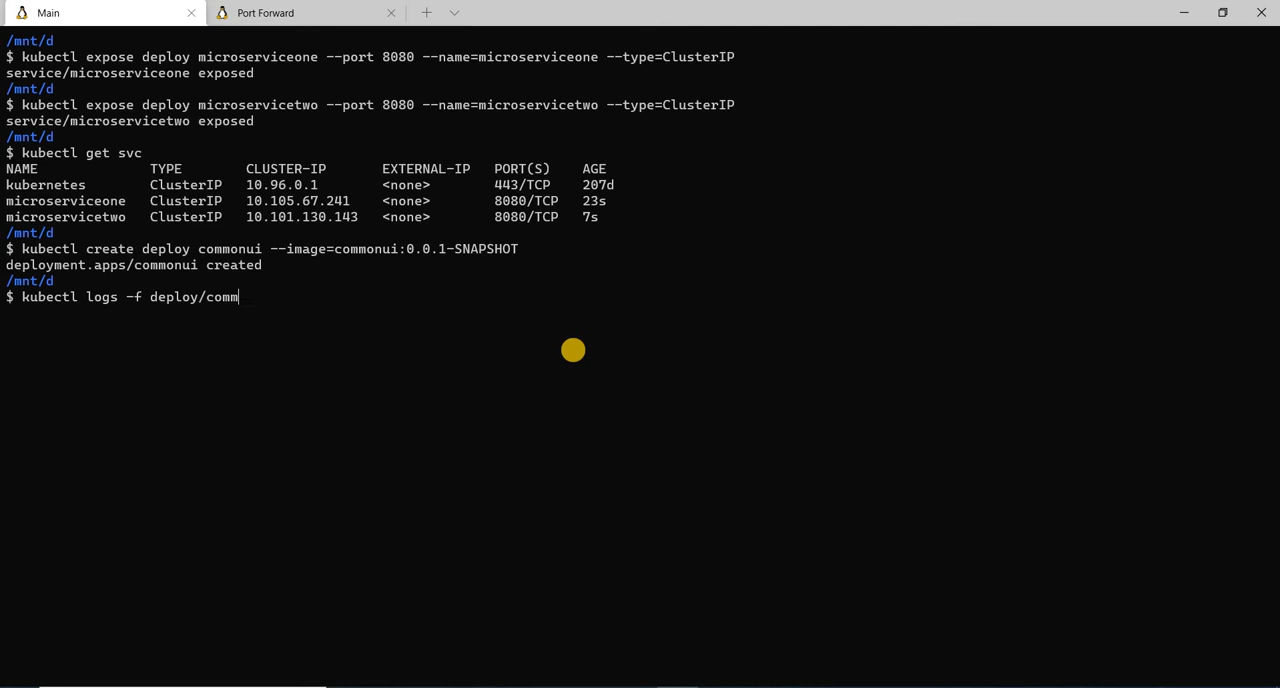 Main
Port Forward
/mnt/d
$ kubectl expose deploy microserviceone --port 8080 --name=microserviceone --type=ClusterIP
service/microserviceone exposed
/mnt/d
$ kubectl expose deploy microservicetwo --port 8080 --name=microservicetwo --type=ClusterIP
service/microservicetwo exposed
/mnt/d
$ kubectl get svc
NAME TYPE CLUSTER-IP EXTERNAL-IP PORT(S) AGE
kubernetes ClusterIP 10.96.0.1 <none> 443/TCP 207d
microserviceone ClusterIP 10.105.67.241 <none> 8080/TCP 23s
microservicetwo ClusterIP 10.101.130.143 <none> 8080/TCP 7s
/mnt/d
$ kubectl create deploy commonui --image=commonui:0.0.1-SNAPSHOT
deployment.apps/commonui created
/mnt/d
$ kubectl logs -f deploy/comm